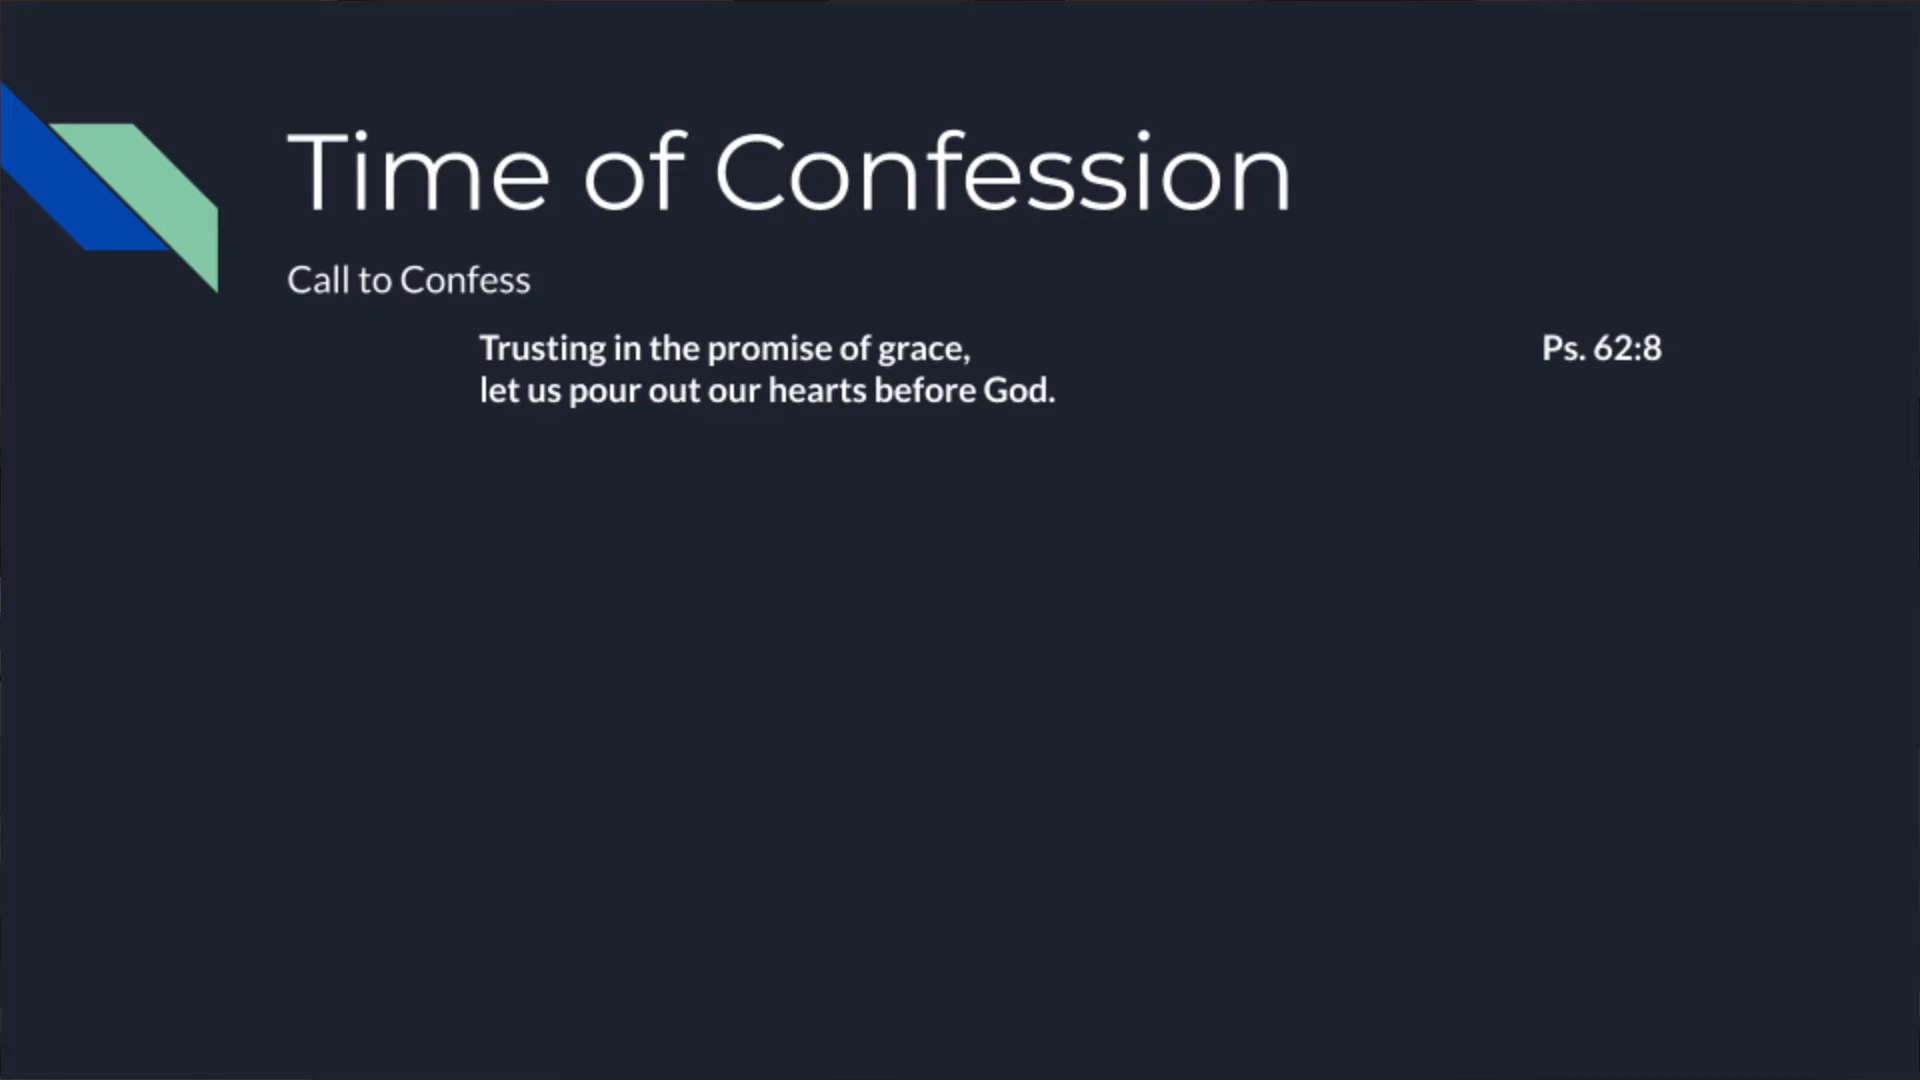 Time of Confession
Call to Confess
Trusting in the promise of grace, Ps. 62:8
let us pour out our hearts before God.